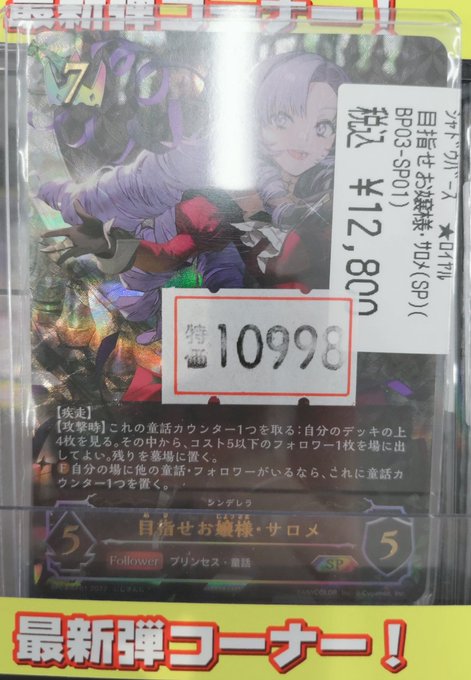 最新弾コーナー！
7
シャドウバース ★ロイヤル
目指せお嬢様・サロメ(SP)(
BP03-SP01)
税込 ¥12,800
特価 10998
【疾走】
【攻撃時】これの童話カウンター1つを取る：自分のデッキの上
4枚を見る。その中から、コスト5以下のフォロワー1枚を場に出
してよい。残りを墓場に置く。
F 自分の場に他の童話・フォロワーがいるなら、これに童話カ
ウンター1つを置く。
シンデレラ
目指せお嬢様・サロメ
5
5
Follower プリンセス・童話
SP
最新弾コーナー！